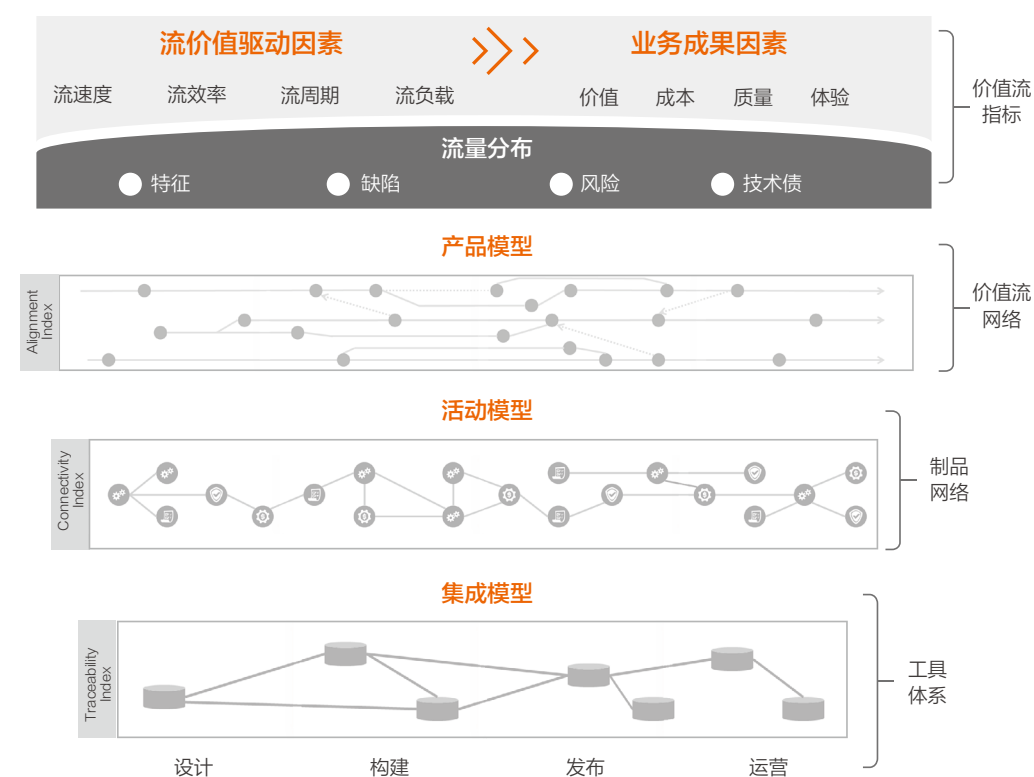 流价值驱动因素
业务成果因素
流速度
流效率
流周期
流负载
价值
成本
质量
体验
价值流
指标
流量分布
特征
缺陷
风险
技术债
产品模型
Alignment
Index
价值流
网络
活动模型
Connectivity
Index
制品
网络
集成模型
Traceability
Index
工具
体系
设计
构建
发布
运营